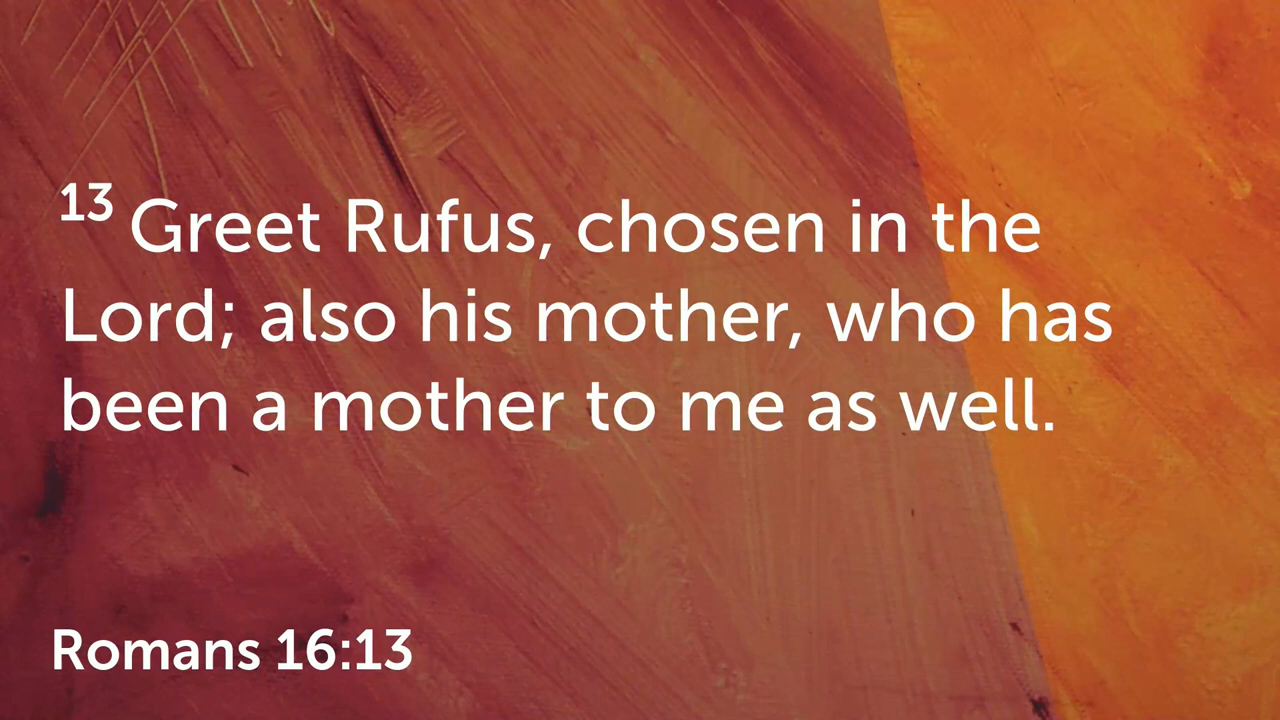 13 Greet Rufus, chosen in the
Lord; also his mother, who has
been a mother to me as well.
Romans 16:13